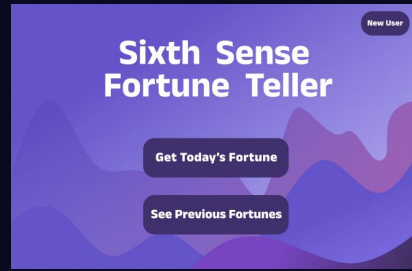 New User
Sixth Sense
Fortune Teller
Get Today's Fortune
See Previous Fortunes